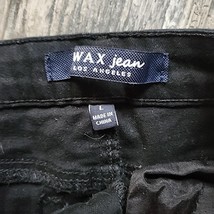 WAX jean
LOS ANGELES
L
MADE IN
CHINA